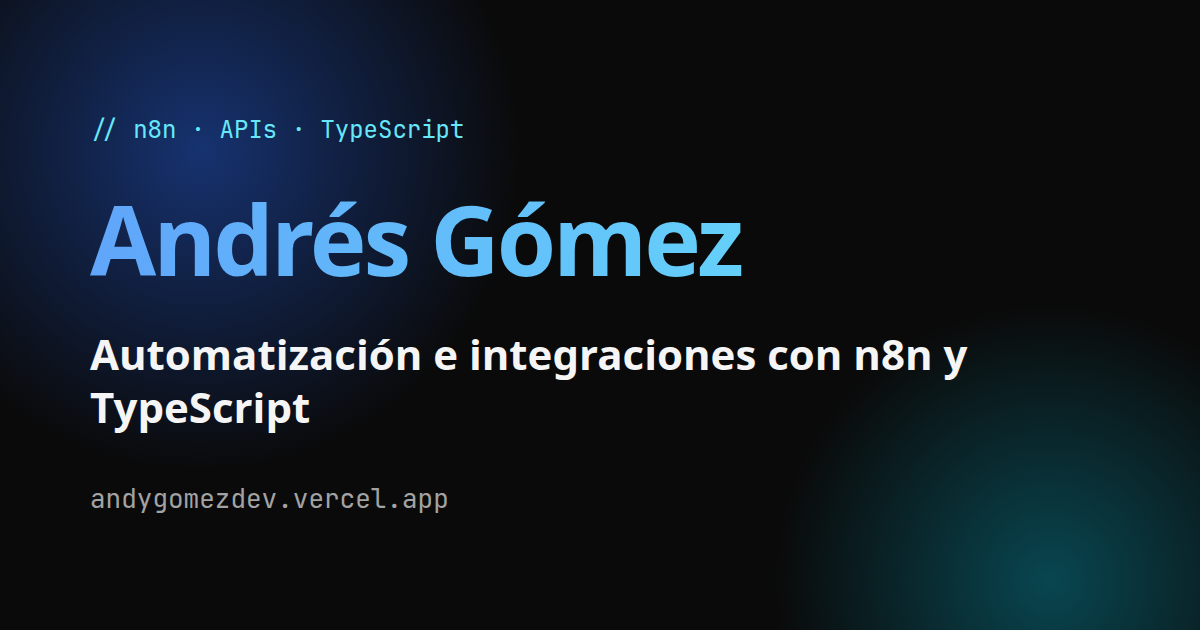 // n8n · APIs · TypeScript
Andrés Gómez
Automatización e integraciones con n8n y
TypeScript
andygomezdev.vercel.app